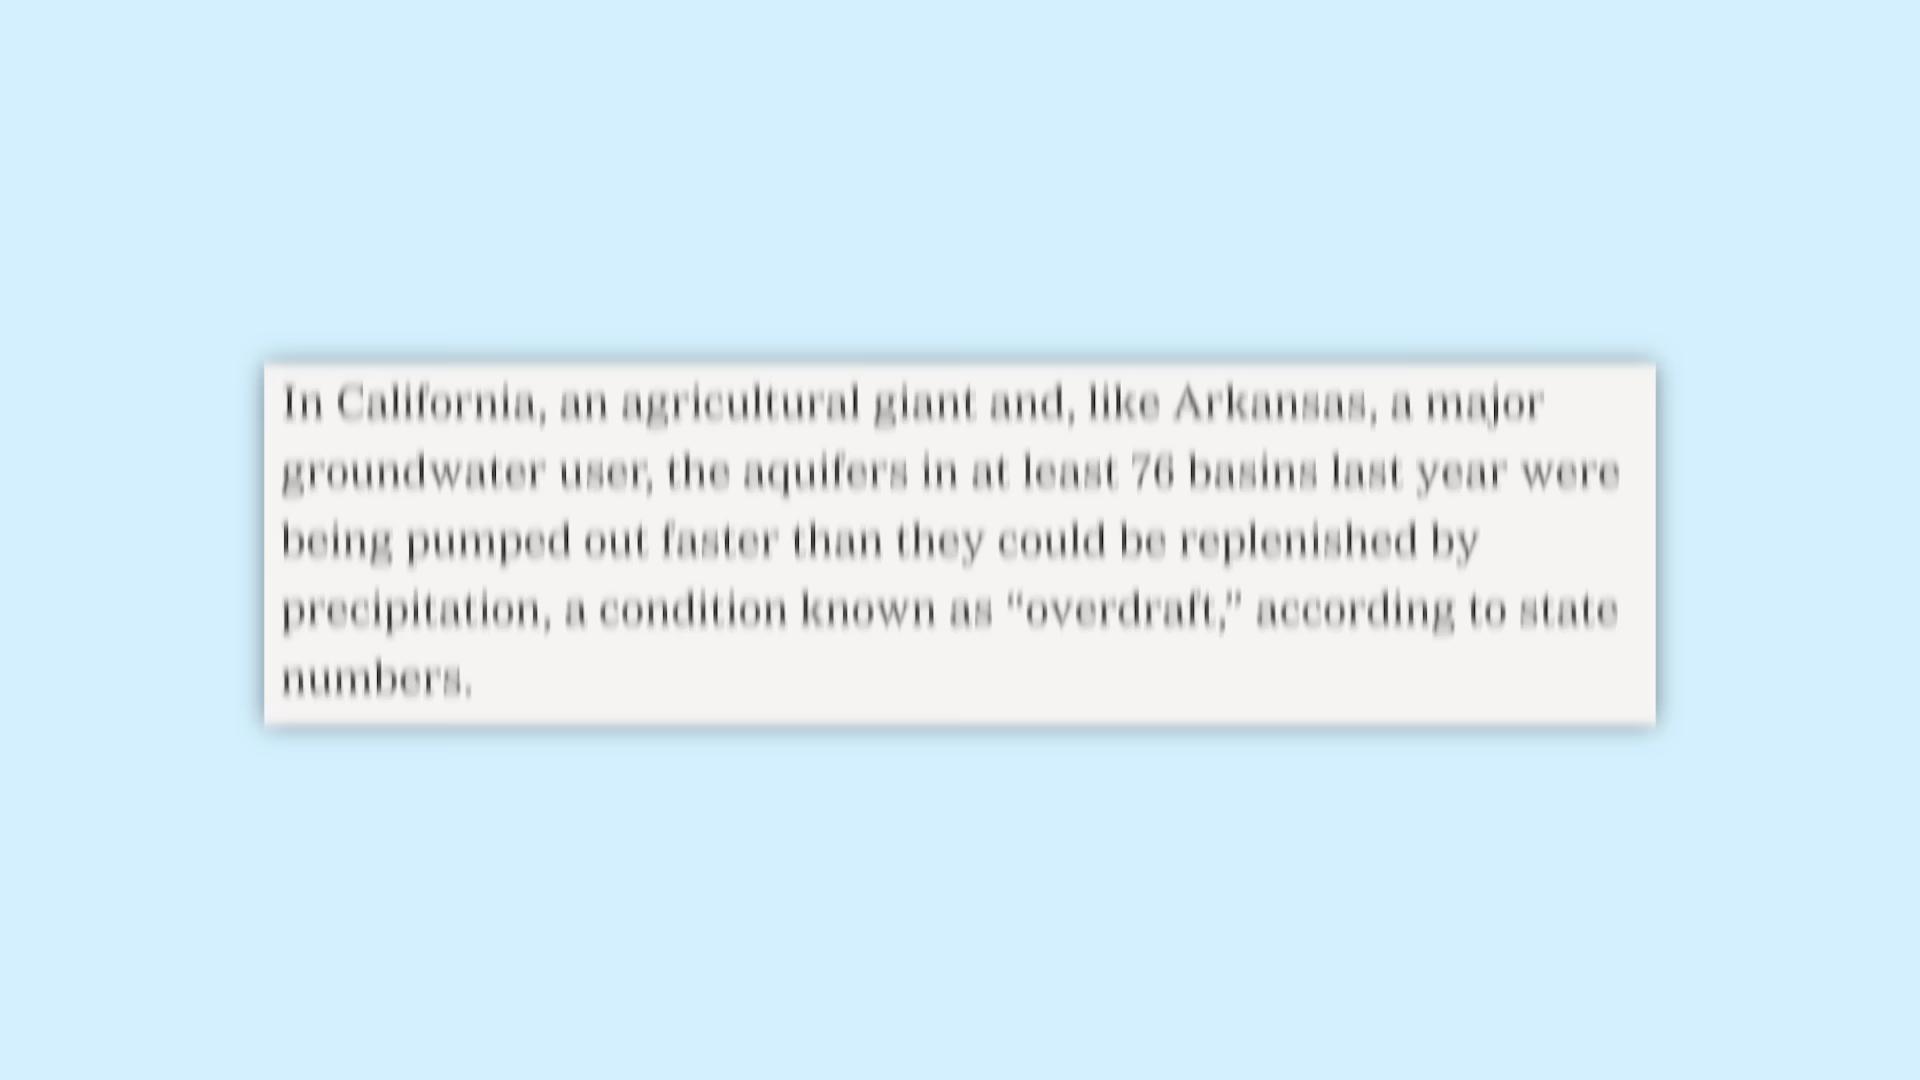 In California, an agricultural giant and, like Arkansas, a major
groundwater user, the aquifers in at least 76 basins last year were
being pumped out faster than they could be replenished by
precipitation, a condition known as “overdraft,” according to state
numbers.